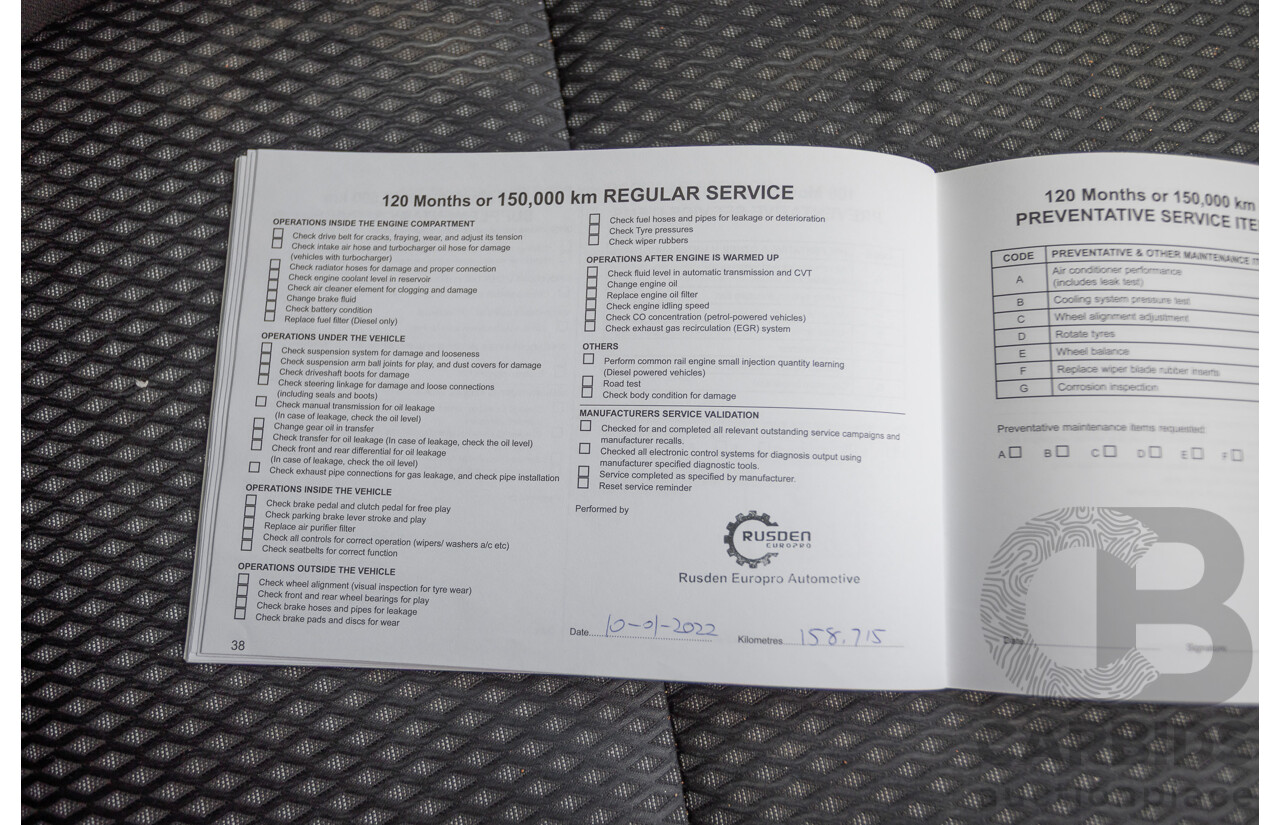 120 Months or 150,000 km REGULAR SERVICE
OPERATIONS INSIDE THE ENGINE COMPARTMENT
Check drive belt for cracks, fraying, wear, and adjust its tension
Check intake air hose and turbocharger oil hose for damage
(vehicles with turbocharger)
Check radiator hoses for damage and proper connection
Check engine coolant level in reservoir
Check air cleaner element for clogging and damage
Change brake fluid
Check battery condition
Replace fuel filter (Diesel only)
OPERATIONS UNDER THE VEHICLE
Check suspension system for damage and looseness
Check suspension arm ball joints for play, and dust covers for damage
Check driveshaft boots for damage
Check steering linkage for damage and loose connections
(including seals and boots)
Check manual transmission for oil leakage
(In case of leakage, check the oil level)
Change gear oil in transfer
Check transfer for oil leakage (In case of leakage, check the oil level)
Check front and rear differential for oil leakage
(In case of leakage, check the oil level)
Check exhaust pipe connections for gas leakage, and check pipe installation
OPERATIONS INSIDE THE VEHICLE
Check brake pedal and clutch pedal for free play
Check parking brake lever stroke and play
Replace air purifier filter
Check all controls for correct operation (wipers/ washers a/c etc)
Check seatbelts for correct function
OPERATIONS OUTSIDE THE VEHICLE
Check wheel alignment (visual inspection for tyre wear)
Check front and rear wheel bearings for play
Check brake hoses and pipes for leakage
Check brake pads and discs for wear
38
Check fuel hoses and pipes for leakage or deterioration
Check Tyre pressures
Check wiper rubbers
OPERATIONS AFTER ENGINE IS WARMED UP
Check fluid level in automatic transmission and CVT
Change engine oil
Replace engine oil filter
Check engine idling speed
Check CO concentration (petrol-powered vehicles)
Check exhaust gas recirculation (EGR) system
OTHERS
Perform common rail engine small injection quantity learning
(Diesel powered vehicles)
Road test
Check body condition for damage
MANUFACTURERS SERVICE VALIDATION
Checked for and completed all relevant outstanding service campaigns and
manufacturer recalls.
Checked all electronic control systems for diagnosis output using
manufacturer specified diagnostic tools.
Service completed as specified by manufacturer.
Reset service reminder
Performed by
RUSDEN
EUROPRO
Rusden Europro Automotive
Date 10-01-2022 Kilometres 158.715
120 Months or 150,000 km
PREVENTATIVE SERVICE ITE
CODE PREVENTATIVE & OTHER MAINTENANCE IT
A Air conditioner performance
(includes leak test)
B Cooling system pressure test
C Wheel alignment adjustment
D Rotate tyres
E Wheel balance
F Replace wiper blade rubber inserts
G Corrosion inspection
Preventative maintenance items requested:
A B C D E F
Date
Signature
CB